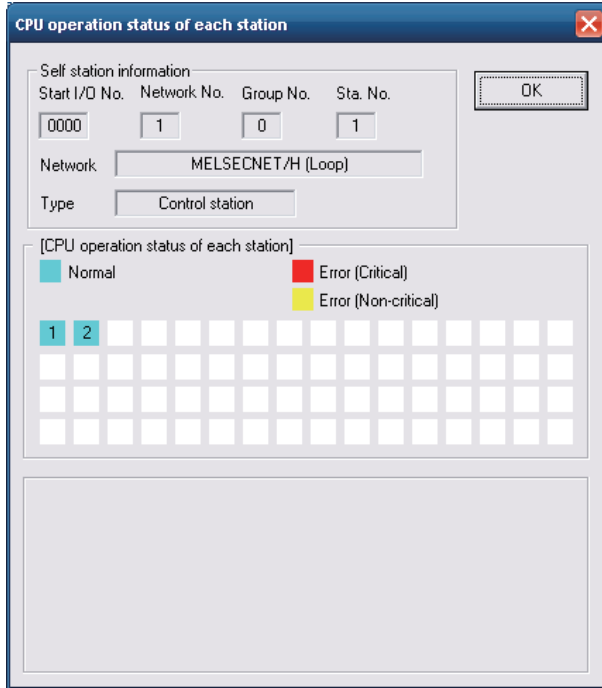 CPU operation status of each station
Self station information
Start I/O No. Network No. Group No. Sta. No.
0000 1 0 1
OK
Network MELSECNET/H (Loop)
Type Control station
[CPU operation status of each station]
Normal Error (Critical)
Error (Non-critical)
1 2